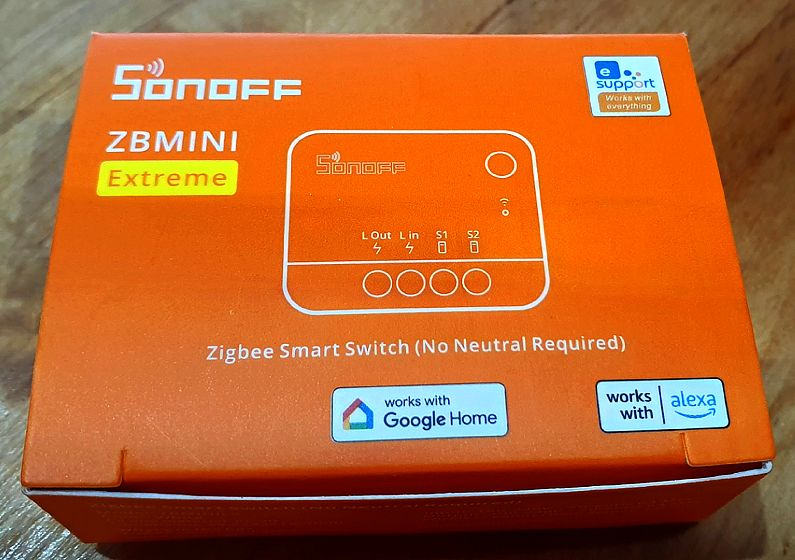 SONOFF
ZBMINI
Extreme
e
support
Works with
everything
SONOFF
L Out L in S1 S2
Zigbee Smart Switch (No Neutral Required)
works with
Google Home
works
with
alexa